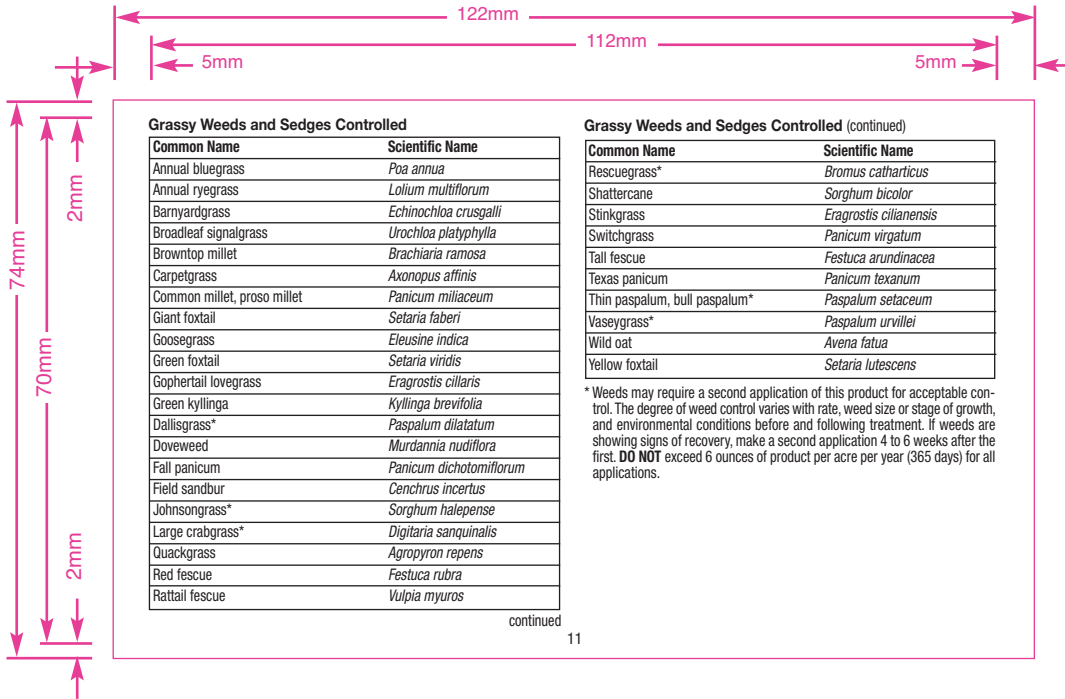 122mm
112mm
5mm 5mm
74mm
70mm
2mm
2mm
Grassy Weeds and Sedges Controlled
Common Name Scientific Name
Annual bluegrass Poa annua
Annual ryegrass Lolium multiflorum
Barnyardgrass Echinochloa crusgalli
Broadleaf signalgrass Urochloa platyphylla
Browntop millet Brachiaria ramosa
Carpetgrass Axonopus affinis
Common millet, proso millet Panicum miliaceum
Giant foxtail Setaria faberi
Goosegrass Eleusine indica
Green foxtail Setaria viridis
Gophertail lovegrass Eragrostis cillaris
Green kyllinga Kyllinga brevifolia
Dallisgrass* Paspalum dilatatum
Doveweed Murdannia nudiflora
Fall panicum Panicum dichotomiflorum
Field sandbur Cenchrus incertus
Johnsongrass* Sorghum halepense
Large crabgrass* Digitaria sanquinalis
Quackgrass Agropyron repens
Red fescue Festuca rubra
Rattail fescue Vulpia myuros
continued
Grassy Weeds and Sedges Controlled (continued)
Common Name Scientific Name
Rescuegrass* Bromus catharticus
Shattercane Sorghum bicolor
Stinkgrass Eragrostis cilianensis
Switchgrass Panicum virgatum
Tall fescue Festuca arundinacea
Texas panicum Panicum texanum
Thin paspalum, bull paspalum* Paspalum setaceum
Vaseygrass* Paspalum urvillei
Wild oat Avena fatua
Yellow foxtail Setaria lutescens
* Weeds may require a second application of this product for acceptable con-
trol. The degree of weed control varies with rate, weed size or stage of growth,
and environmental conditions before and following treatment. If weeds are
showing signs of recovery, make a second application 4 to 6 weeks after the
first. DO NOT exceed 6 ounces of product per acre per year (365 days) for all
applications.
11